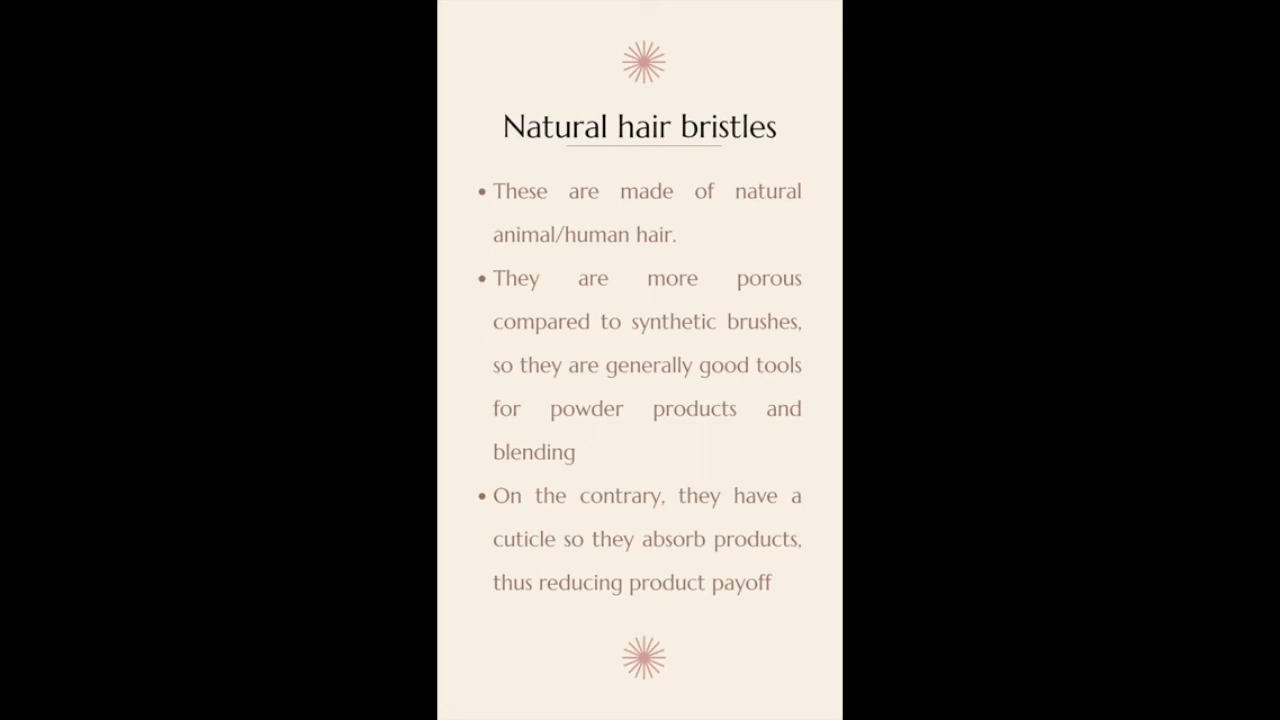 Natural hair bristles
• These are made of natural
animal/human hair.
• They are more porous
compared to synthetic brushes,
so they are generally good tools
for powder products and
blending
• On the contrary, they have a
cuticle so they absorb products,
thus reducing product payoff